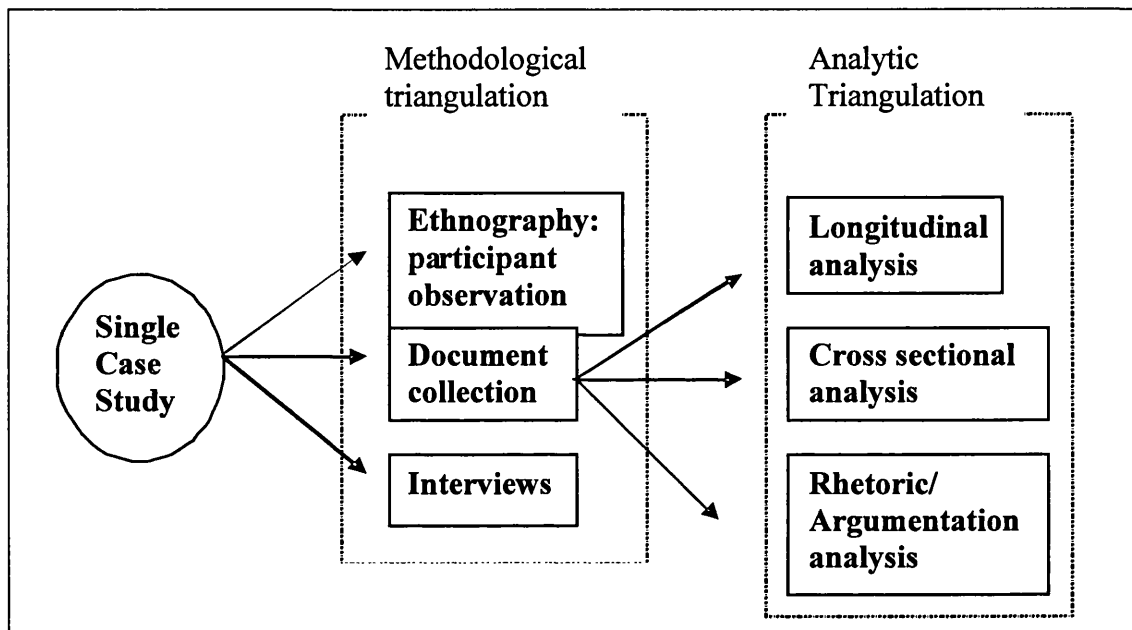 Methodological
triangulation
Analytic
Triangulation
Single
Case
Study
Ethnography:
participant
observation
Document
collection
Interviews
Longitudinal
analysis
Cross sectional
analysis
Rhetoric/
Argumentation
analysis